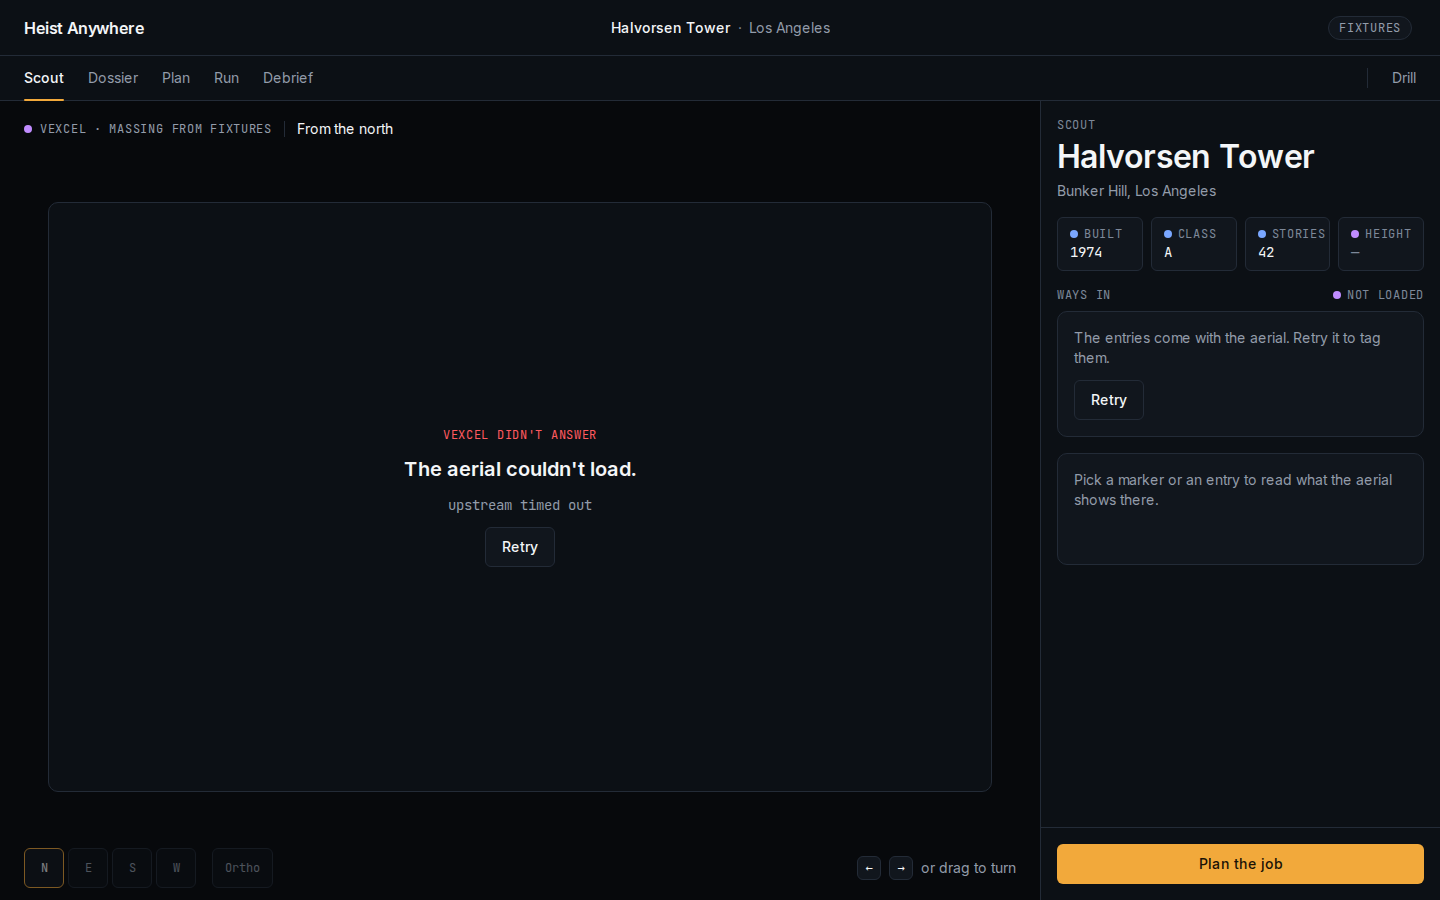 Heist Anywhere
Halvorsen Tower · Los Angeles
FIXTURES
Scout
Dossier
Plan
Run
Debrief
Drill
VEXCEL · MASSING FROM FIXTURES
From the north
VEXCEL DIDN'T ANSWER
The aerial couldn't load.
upstream timed out
Retry
N
E
S
W
Ortho
← → or drag to turn
SCOUT
Halvorsen Tower
Bunker Hill, Los Angeles
BUILT
1974
CLASS
A
STORIES
42
HEIGHT
—
WAYS IN
NOT LOADED
The entries come with the aerial. Retry it to tag
them.
Retry
Pick a marker or an entry to read what the aerial
shows there.
Plan the job